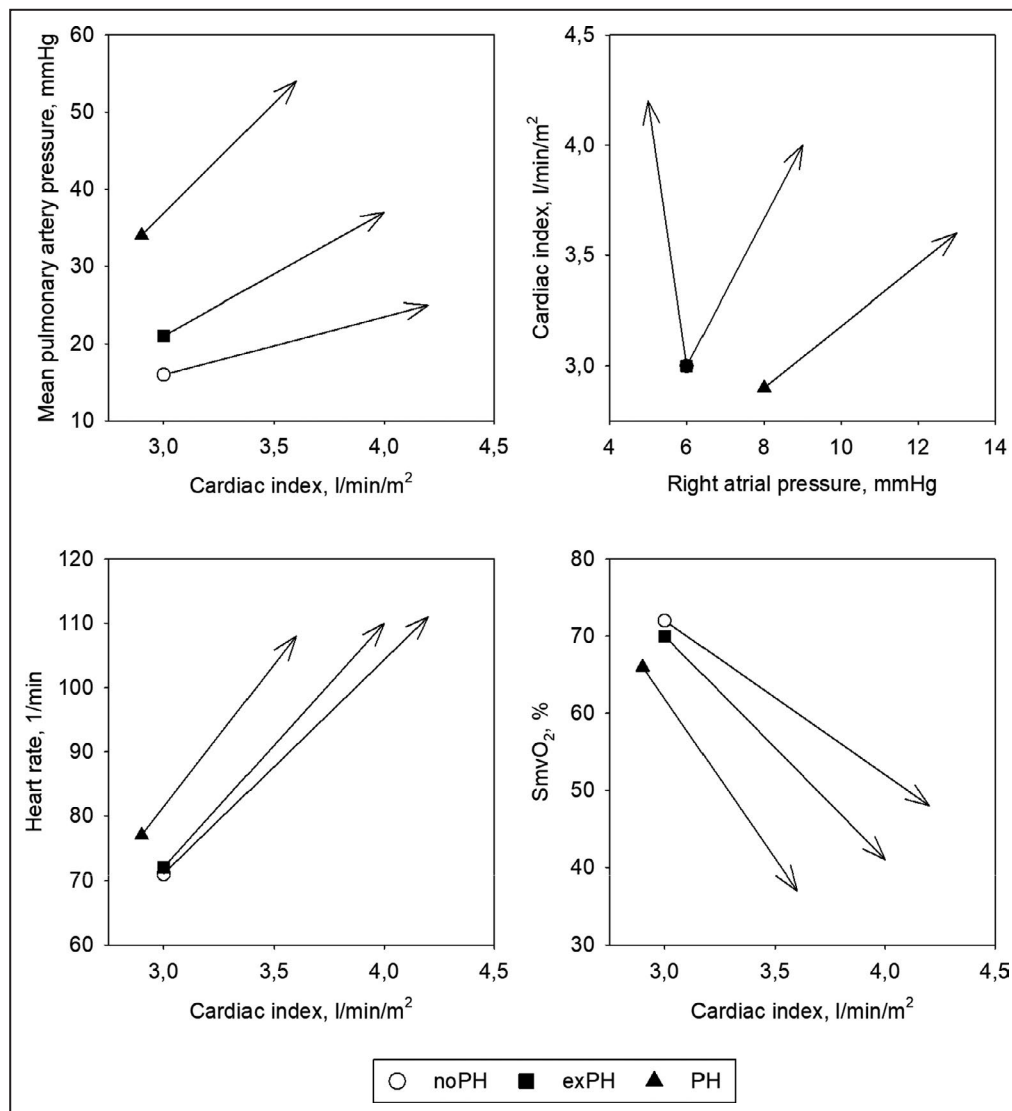 Mean pulmonary artery pressure, mmHg
60
50
40
30
20
10
3,0 3,5 4,0 4,5
Cardiac index, l/min/m²
Cardiac index, l/min/m²
4,5
4,0
3,5
3,0
4 6 8 10 12 14
Right atrial pressure, mmHg
Heart rate, 1/min
120
110
100
90
80
70
60
3,0 3,5 4,0 4,5
Cardiac index, l/min/m²
SmvO₂, %
80
70
60
50
40
30
3,0 3,5 4,0 4,5
Cardiac index, l/min/m²
noPH exPH PH